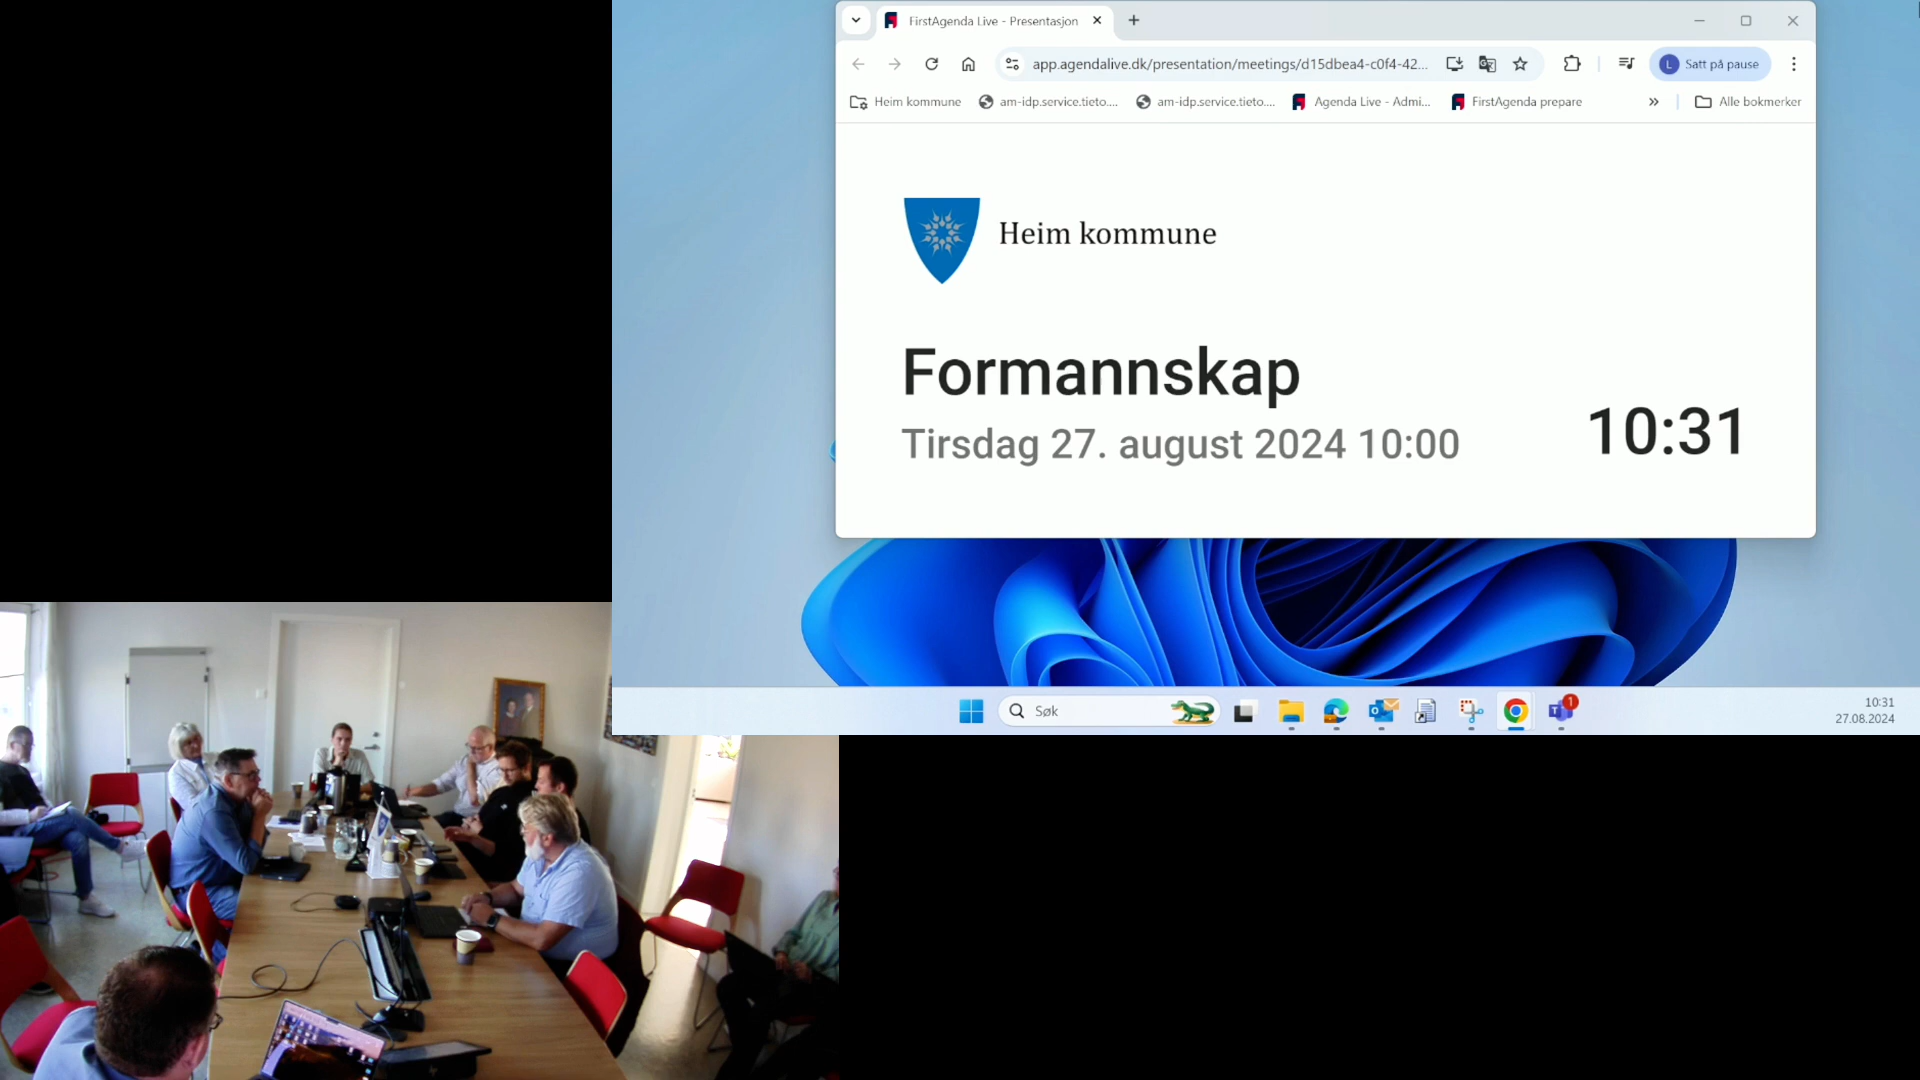 FirstAgenda Live - Presentasjon
app.agendalive.dk/presentation/meetings/d15dbea4-c0f4-42...
L Satt på pause
Heim kommune
am-idp.service.tieto....
am-idp.service.tieto....
Agenda Live - Admi...
FirstAgenda prepare
Alle bokmerker
Heim kommune
Formannskap
Tirsdag 27. august 2024 10:00
10:31
Søk
1
10:31
27.08.2024